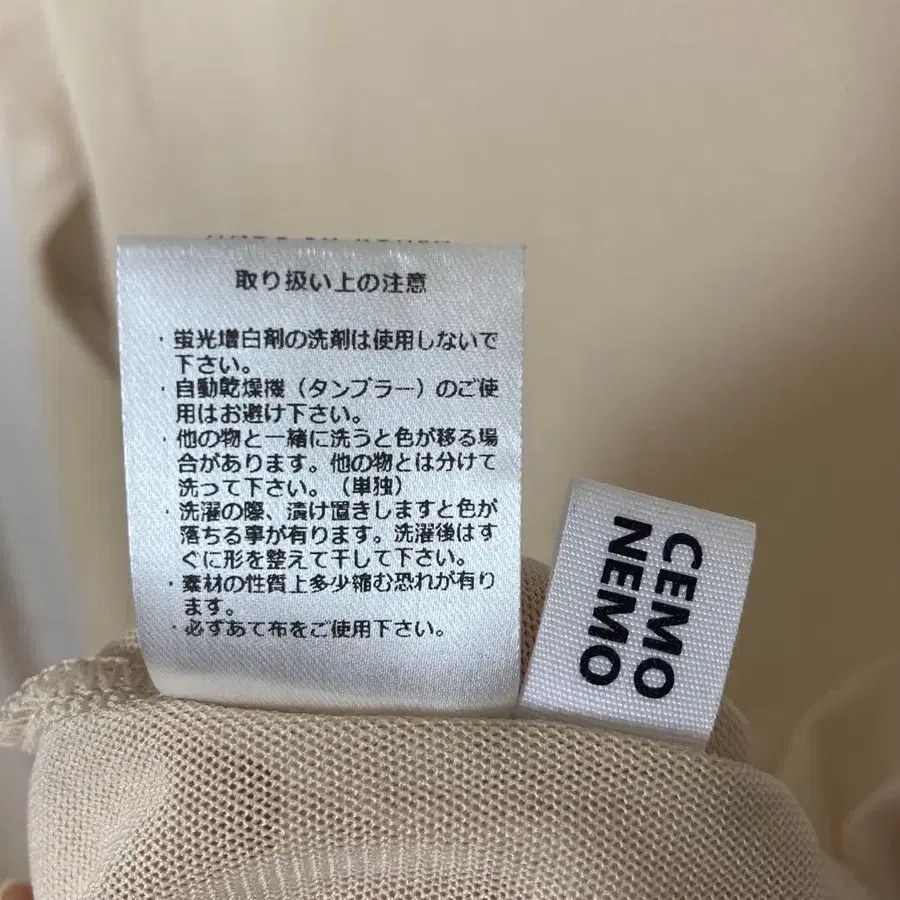 MADE IN KOREA
取り扱い上の注意
・蛍光増白剤の洗剤は使用しないで
下さい。
・自動乾燥機（タンブラー）のご使
用はお避け下さい。
・他の物と一緒に洗うと色が移る場
合があります。他の物とは分けて
洗って下さい。（単独）
・洗濯の際、漬け置きしますと色が
落ちる事が有ります。洗濯後はす
ぐに形を整えて干して下さい。
・素材の性質上多少縮む恐れが有り
ます。
・必ずあて布をご使用下さい。
CEMO
NEMO